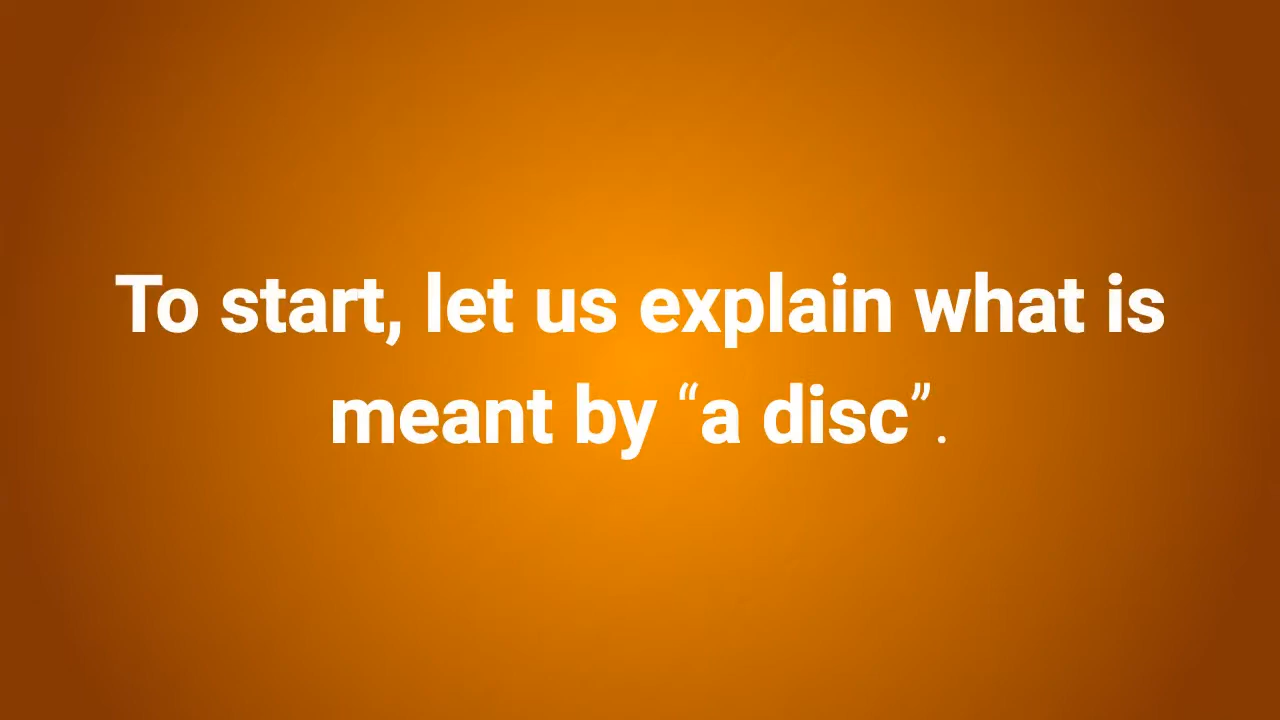 To start, let us explain what is
meant by “a disc”.